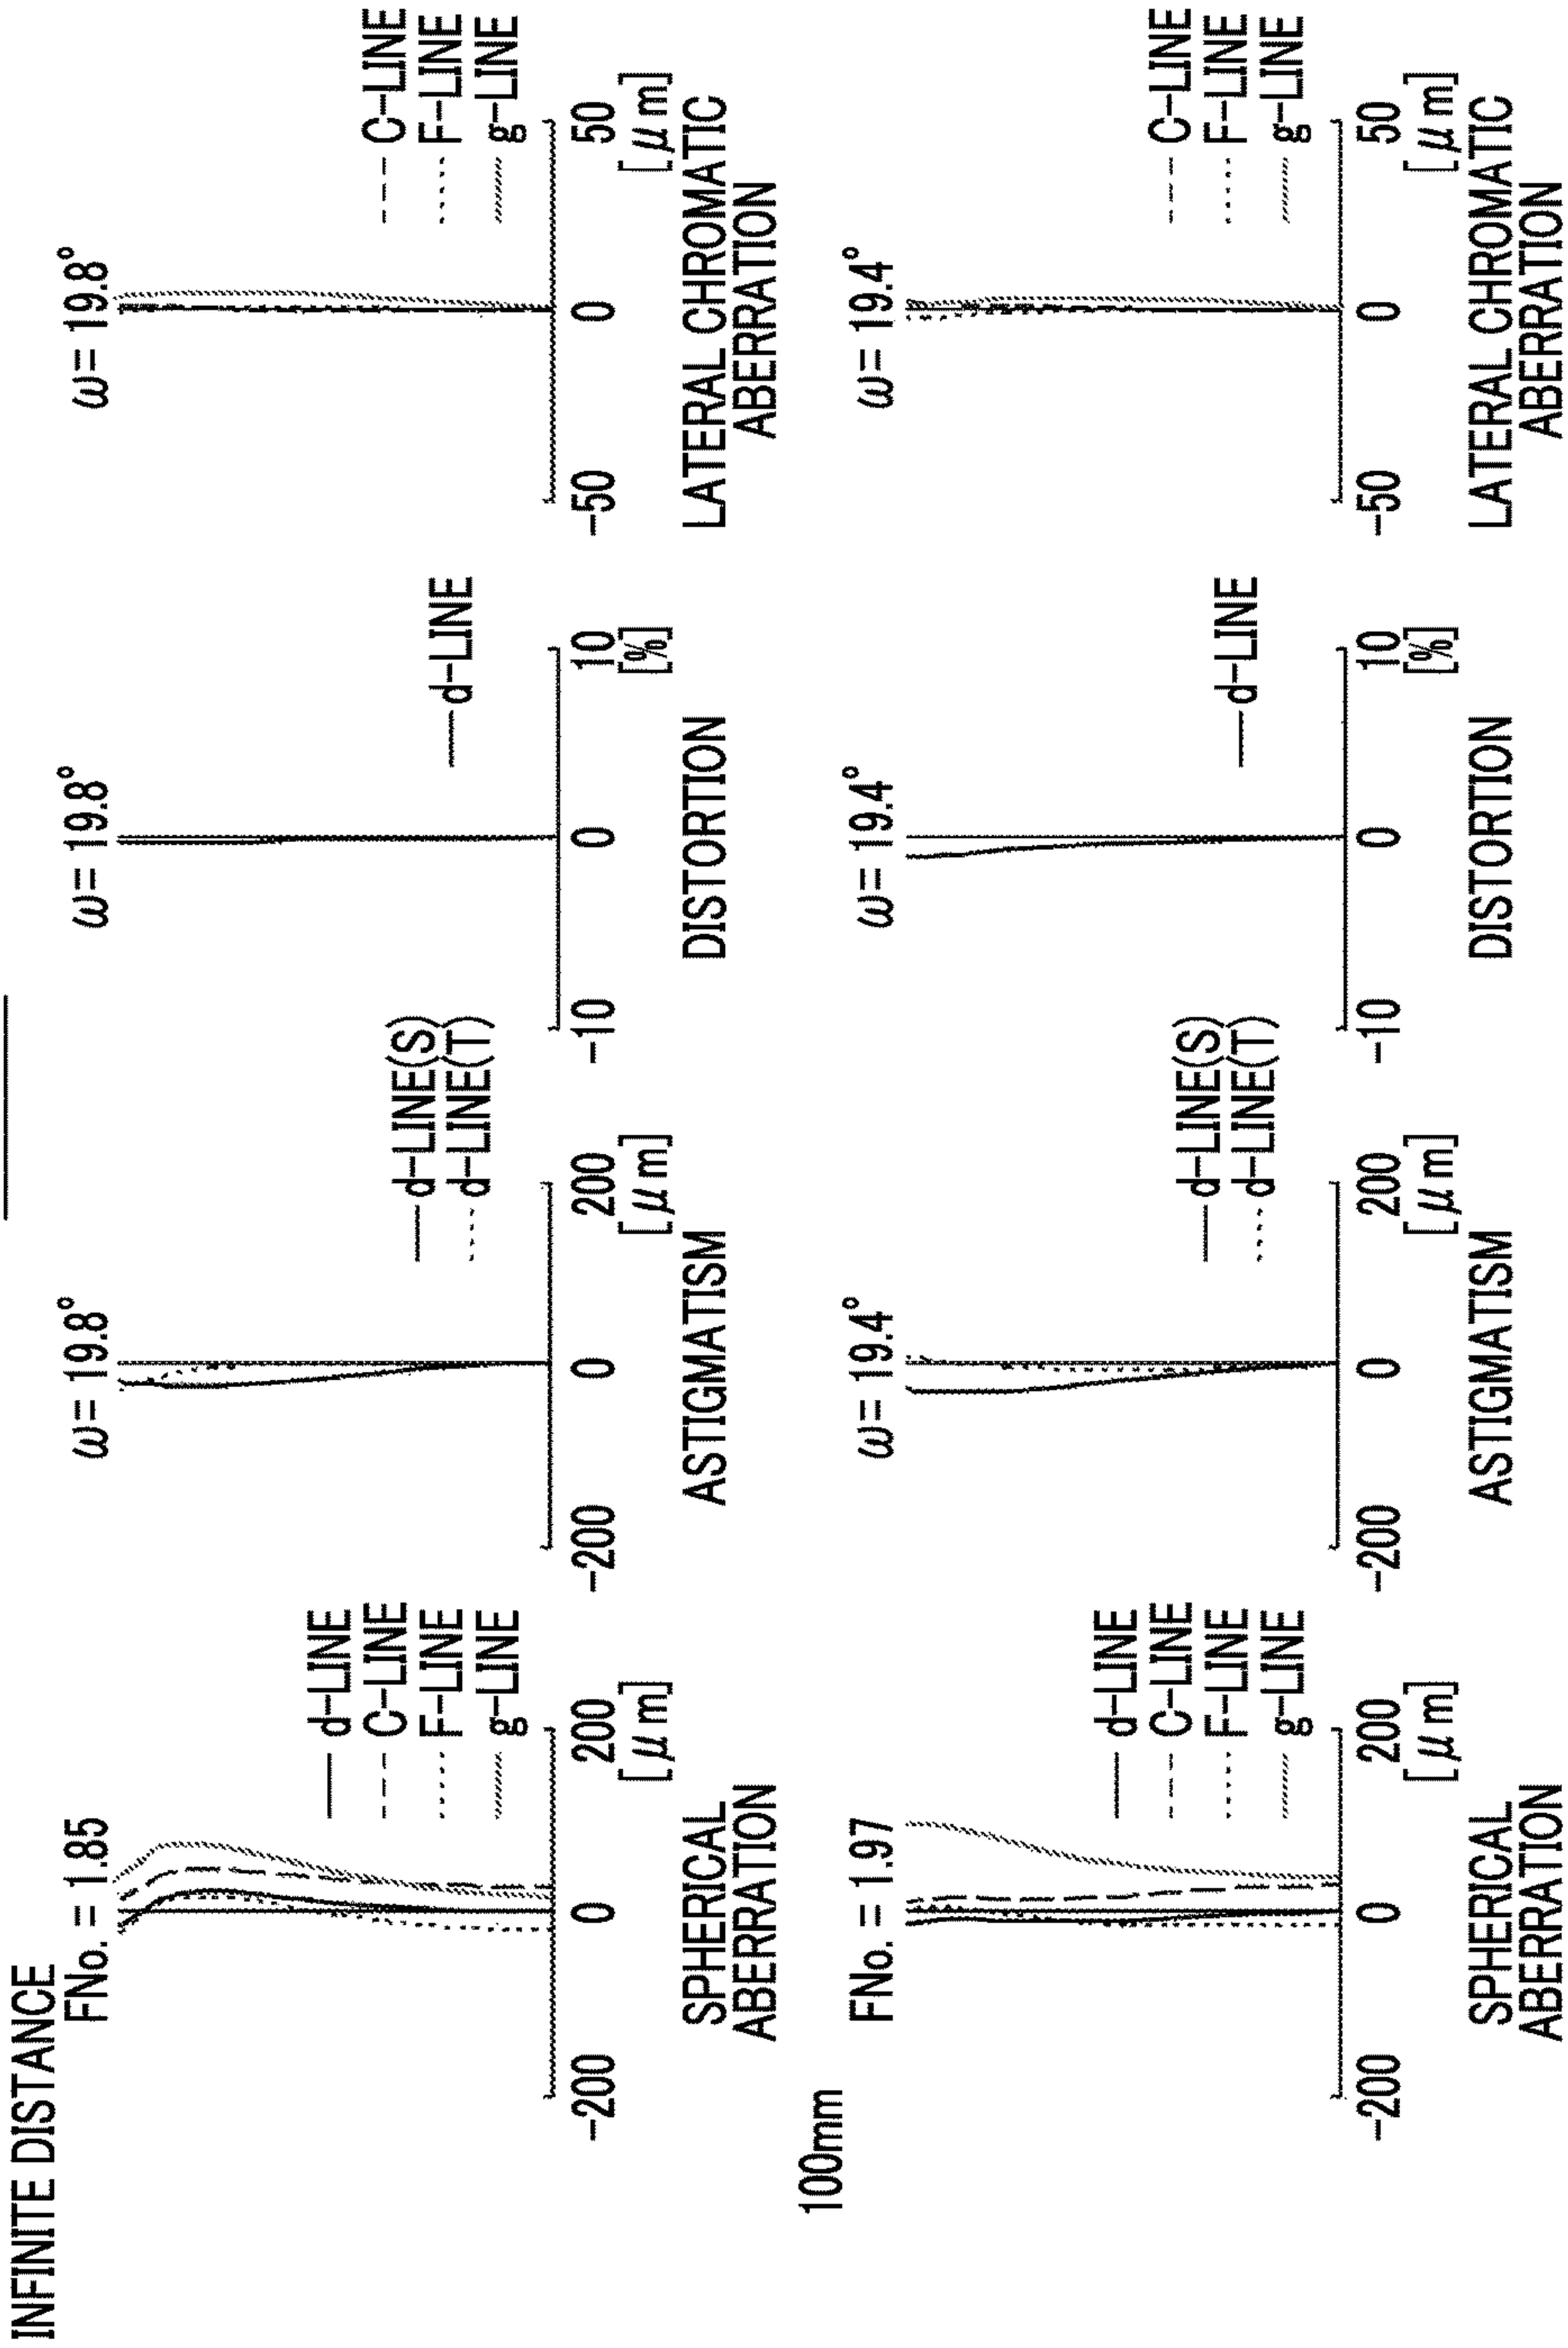 INFINITE DISTANCE
FNo. = 1.85
d-LINE
C-LINE
F-LINE
g-LINE
-200
0
200
[μm]
SPHERICAL
ABERRATION
ω= 19.8°
d-LINE(S)
d-LINE(T)
-200
0
200
[μm]
ASTIGMATISM
ω= 19.8°
d-LINE
-10
0
10
[%]
DISTORTION
ω= 19.8°
C-LINE
F-LINE
g-LINE
-50
0
50
[μm]
LATERAL CHROMATIC
ABERRATION
100mm
FNo. = 1.97
d-LINE
C-LINE
F-LINE
g-LINE
-200
0
200
[μm]
SPHERICAL
ABERRATION
ω= 19.4°
d-LINE(S)
d-LINE(T)
-200
0
200
[μm]
ASTIGMATISM
ω= 19.4°
d-LINE
-10
0
10
[%]
DISTORTION
ω= 19.4°
C-LINE
F-LINE
g-LINE
-50
0
50
[μm]
LATERAL CHROMATIC
ABERRATION